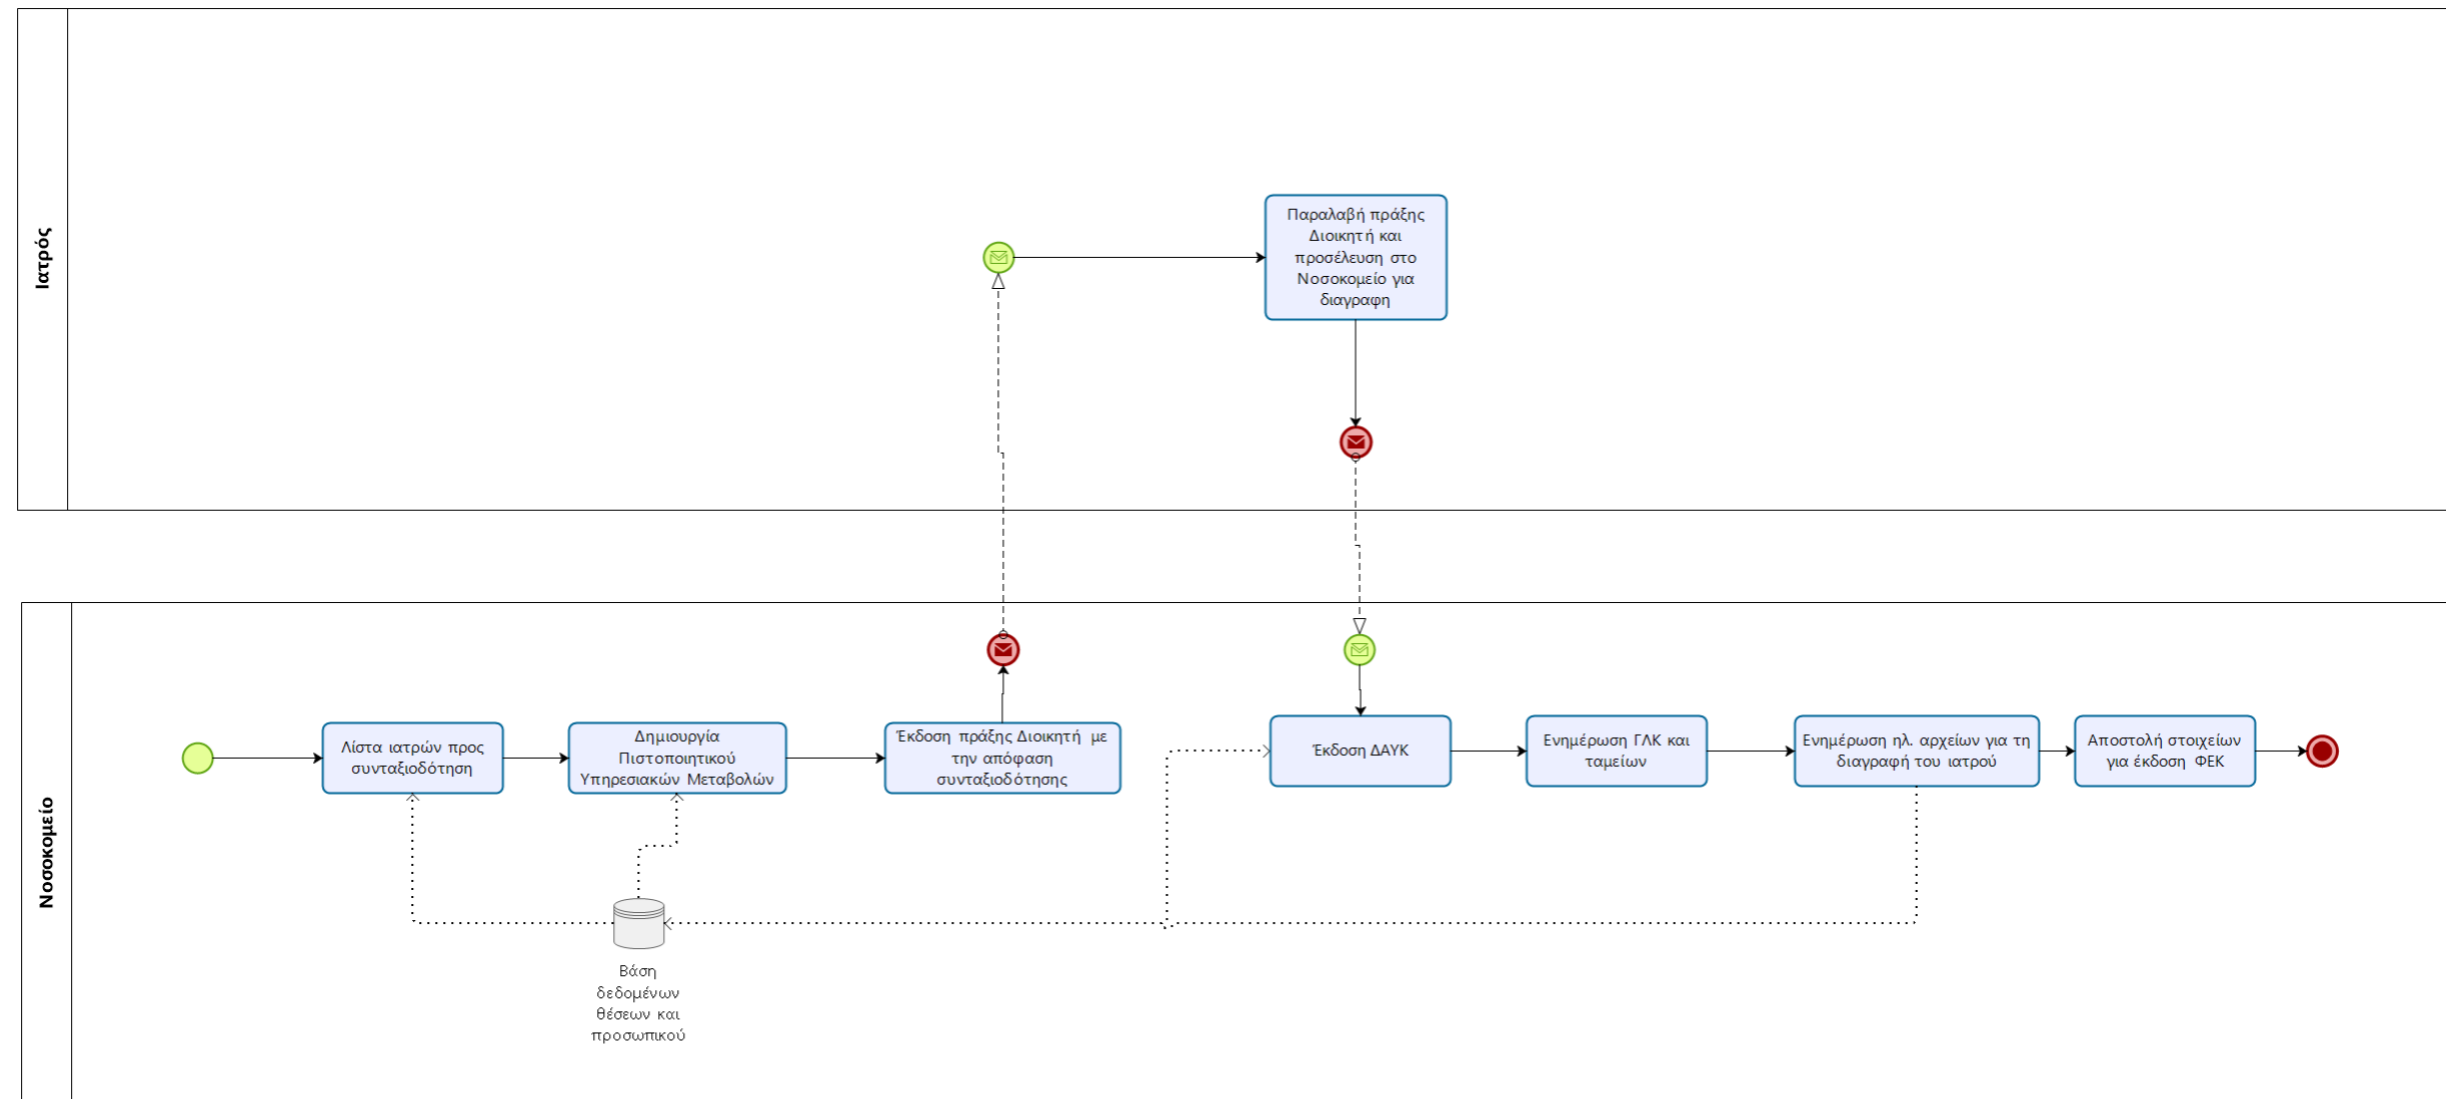 Ιατρός
Παραλαβή πράξης
Διοικητή και
προσέλευση στο
Νοσοκομείο για
διαγραφη
Νοσοκομείο
Λίστα ιατρών προς
συνταξιοδότηση
Δημιουργία
Πιστοποιητικού
Υπηρεσιακών Μεταβολών
Έκδοση πράξης Διοικητή με
την απόφαση
συνταξιοδότησης
Έκδοση ΔΑΥΚ
Ενημέρωση ΓΛΚ και
ταμείων
Ενημέρωση ηλ. αρχείων για τη
διαγραφή του ιατρού
Αποστολή στοιχείων
για έκδοση ΦΕΚ
Βάση
δεδομένων
θέσεων και
προσωπικού